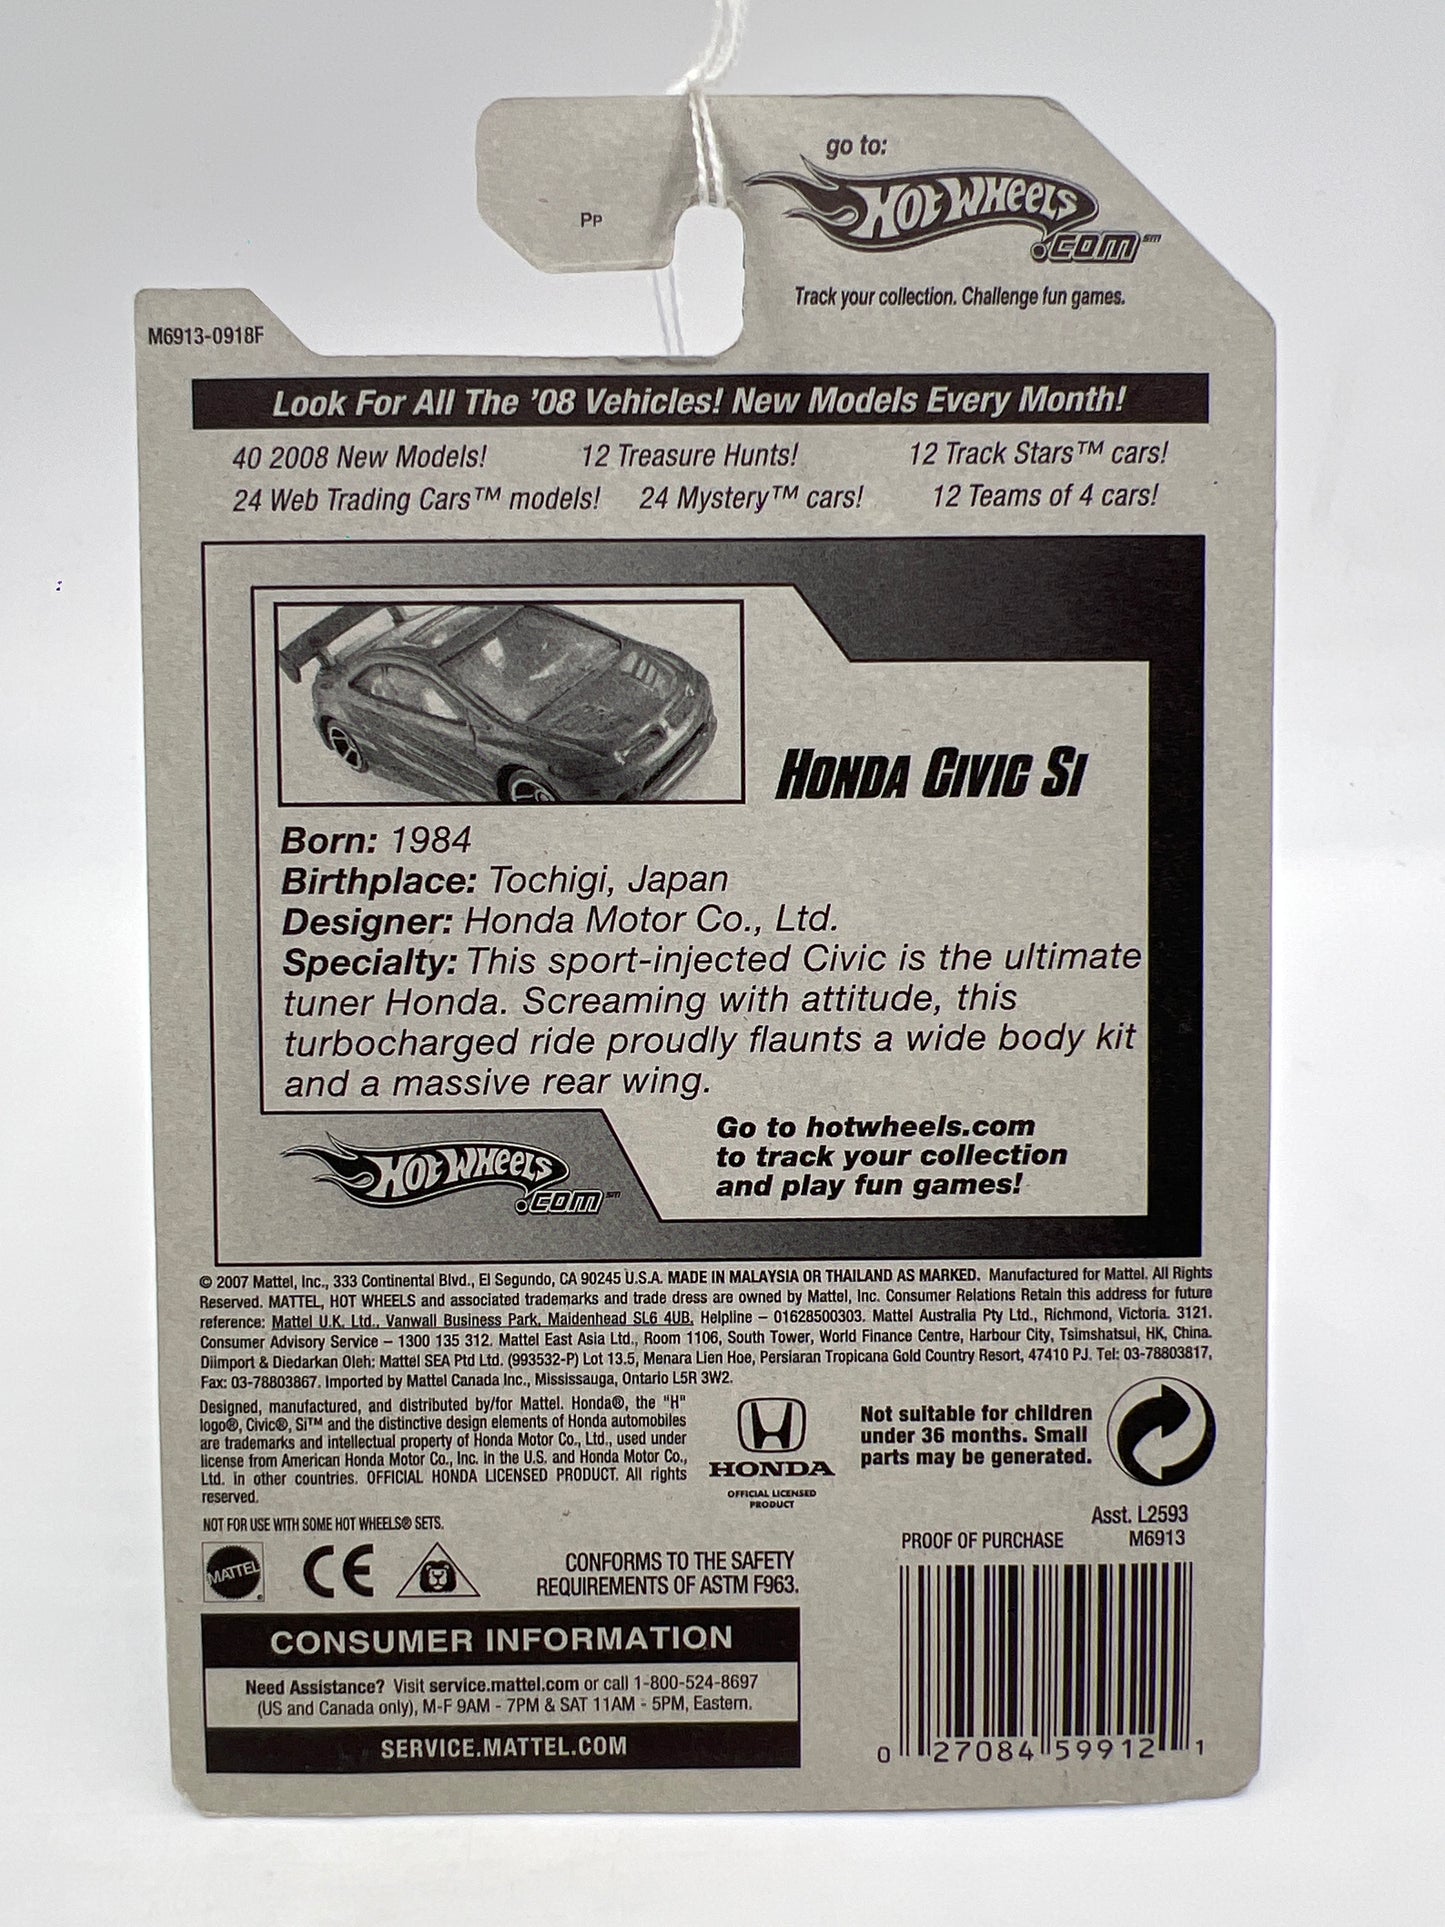 go to:
HOT WHEELS
.COM℠
Pp
Track your collection. Challenge fun games.
M6913-0918F
Look For All The '08 Vehicles! New Models Every Month!
40 2008 New Models! 12 Treasure Hunts! 12 Track Stars™ cars!
24 Web Trading Cars™ models! 24 Mystery™ cars! 12 Teams of 4 cars!
HONDA CIVIC SI
Born: 1984
Birthplace: Tochigi, Japan
Designer: Honda Motor Co., Ltd.
Specialty: This sport-injected Civic is the ultimate
tuner Honda. Screaming with attitude, this
turbocharged ride proudly flaunts a wide body kit
and a massive rear wing.
HOT WHEELS
.COM℠
Go to hotwheels.com
to track your collection
and play fun games!
© 2007 Mattel, Inc., 333 Continental Blvd., El Segundo, CA 90245 U.S.A. MADE IN MALAYSIA OR THAILAND AS MARKED. Manufactured for Mattel. All Rights
Reserved. MATTEL, HOT WHEELS and associated trademarks and trade dress are owned by Mattel, Inc. Consumer Relations Retain this address for future
reference: Mattel U.K. Ltd., Vanwall Business Park, Maidenhead SL6 4UB. Helpline – 01628500303. Mattel Australia Pty Ltd., Richmond, Victoria. 3121.
Consumer Advisory Service – 1300 135 312. Mattel East Asia Ltd., Room 1106, South Tower, World Finance Centre, Harbour City, Tsimshatsui, HK, China.
Diimport & Diedarkan Oleh: Mattel SEA Ptd Ltd. (993532-P) Lot 13.5, Menara Lien Hoe, Persiaran Tropicana Gold Country Resort, 47410 PJ. Tel: 03-78803817,
Fax: 03-78803867. Imported by Mattel Canada Inc., Mississauga, Ontario L5R 3W2.
Designed, manufactured, and distributed by/for Mattel. Honda®, the "H"
logo®, Civic®, Si™ and the distinctive design elements of Honda automobiles
are trademarks and intellectual property of Honda Motor Co., Ltd., used under
license from American Honda Motor Co., Inc. in the U.S. and Honda Motor Co.,
Ltd. in other countries. OFFICIAL HONDA LICENSED PRODUCT. All rights
reserved.
HONDA
OFFICIAL LICENSED
PRODUCT
Not suitable for children
under 36 months. Small
parts may be generated.
NOT FOR USE WITH SOME HOT WHEELS® SETS.
Asst. L2593
PROOF OF PURCHASE M6913
MATTEL
CE
CONFORMS TO THE SAFETY
REQUIREMENTS OF ASTM F963.
CONSUMER INFORMATION
Need Assistance? Visit service.mattel.com or call 1-800-524-8697
(US and Canada only), M-F 9AM - 7PM & SAT 11AM - 5PM, Eastern.
SERVICE.MATTEL.COM
0 27084 59912 1